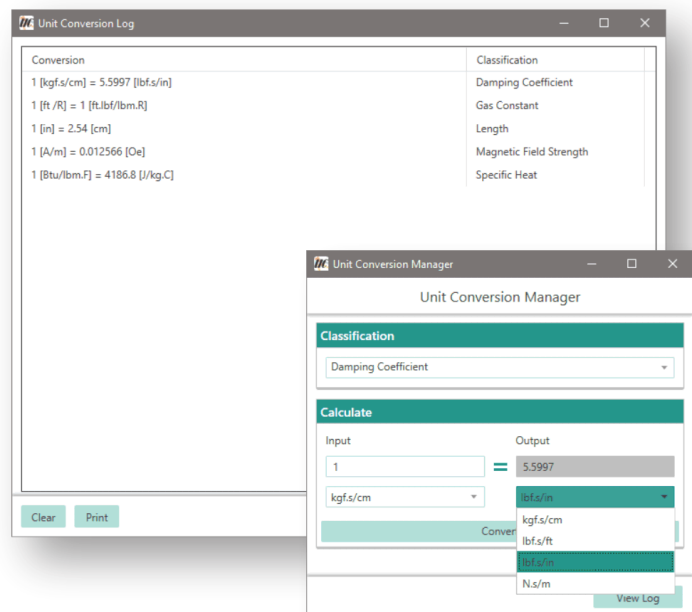 Unit Conversion Log
Conversion Classification
1 [kgf.s/cm] = 5.5997 [lbf.s/in] Damping Coefficient
1 [ft /R] = 1 [ft.lbf/lbm.R] Gas Constant
1 [in] = 2.54 [cm] Length
1 [A/m] = 0.012566 [Oe] Magnetic Field Strength
1 [Btu/lbm.F] = 4186.8 [J/kg.C] Specific Heat
Clear Print
Unit Conversion Manager
Unit Conversion Manager
Classification
Damping Coefficient
Calculate
Input Output
1 = 5.5997
kgf.s/cm lbf.s/in
kgf.s/cm
lbf.s/ft
lbf.s/in
N.s/m
View Log